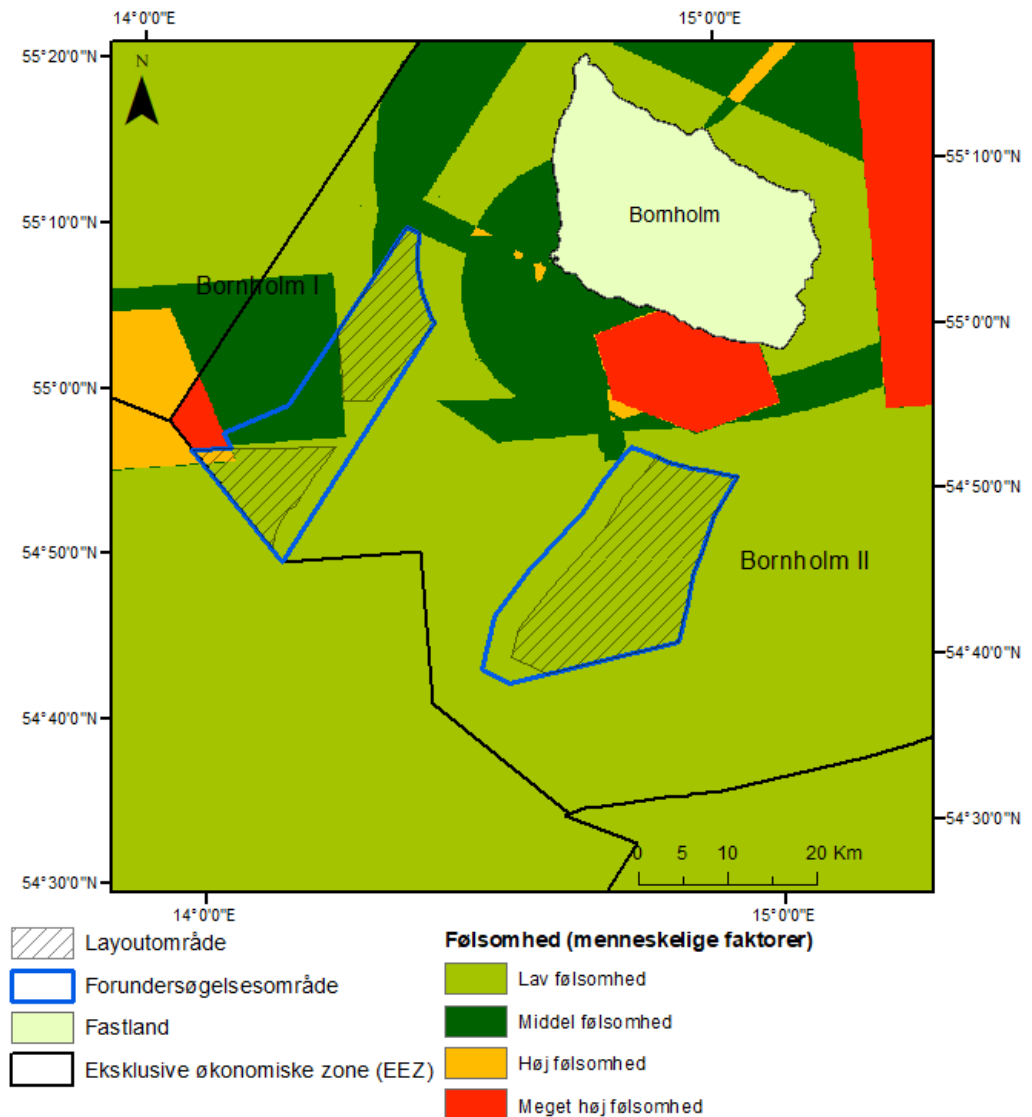 14°0'0"E
15°0'0"E
55°20'0"N
N
55°10'0"N
Bornholm
55°10'0"N
Bornholm I
55°0'0"N
55°0'0"N
54°50'0"N
54°50'0"N
Bornholm II
54°40'0"N
54°40'0"N
54°30'0"N
0 5 10 20 Km
54°30'0"N
14°0'0"E
15°0'0"E
Layoutområde
Forundersøgelsesområde
Fastland
Eksklusive økonomiske zone (EEZ)
Følsomhed (menneskelige faktorer)
Lav følsomhed
Middel følsomhed
Høj følsomhed
Meget høj følsomhed